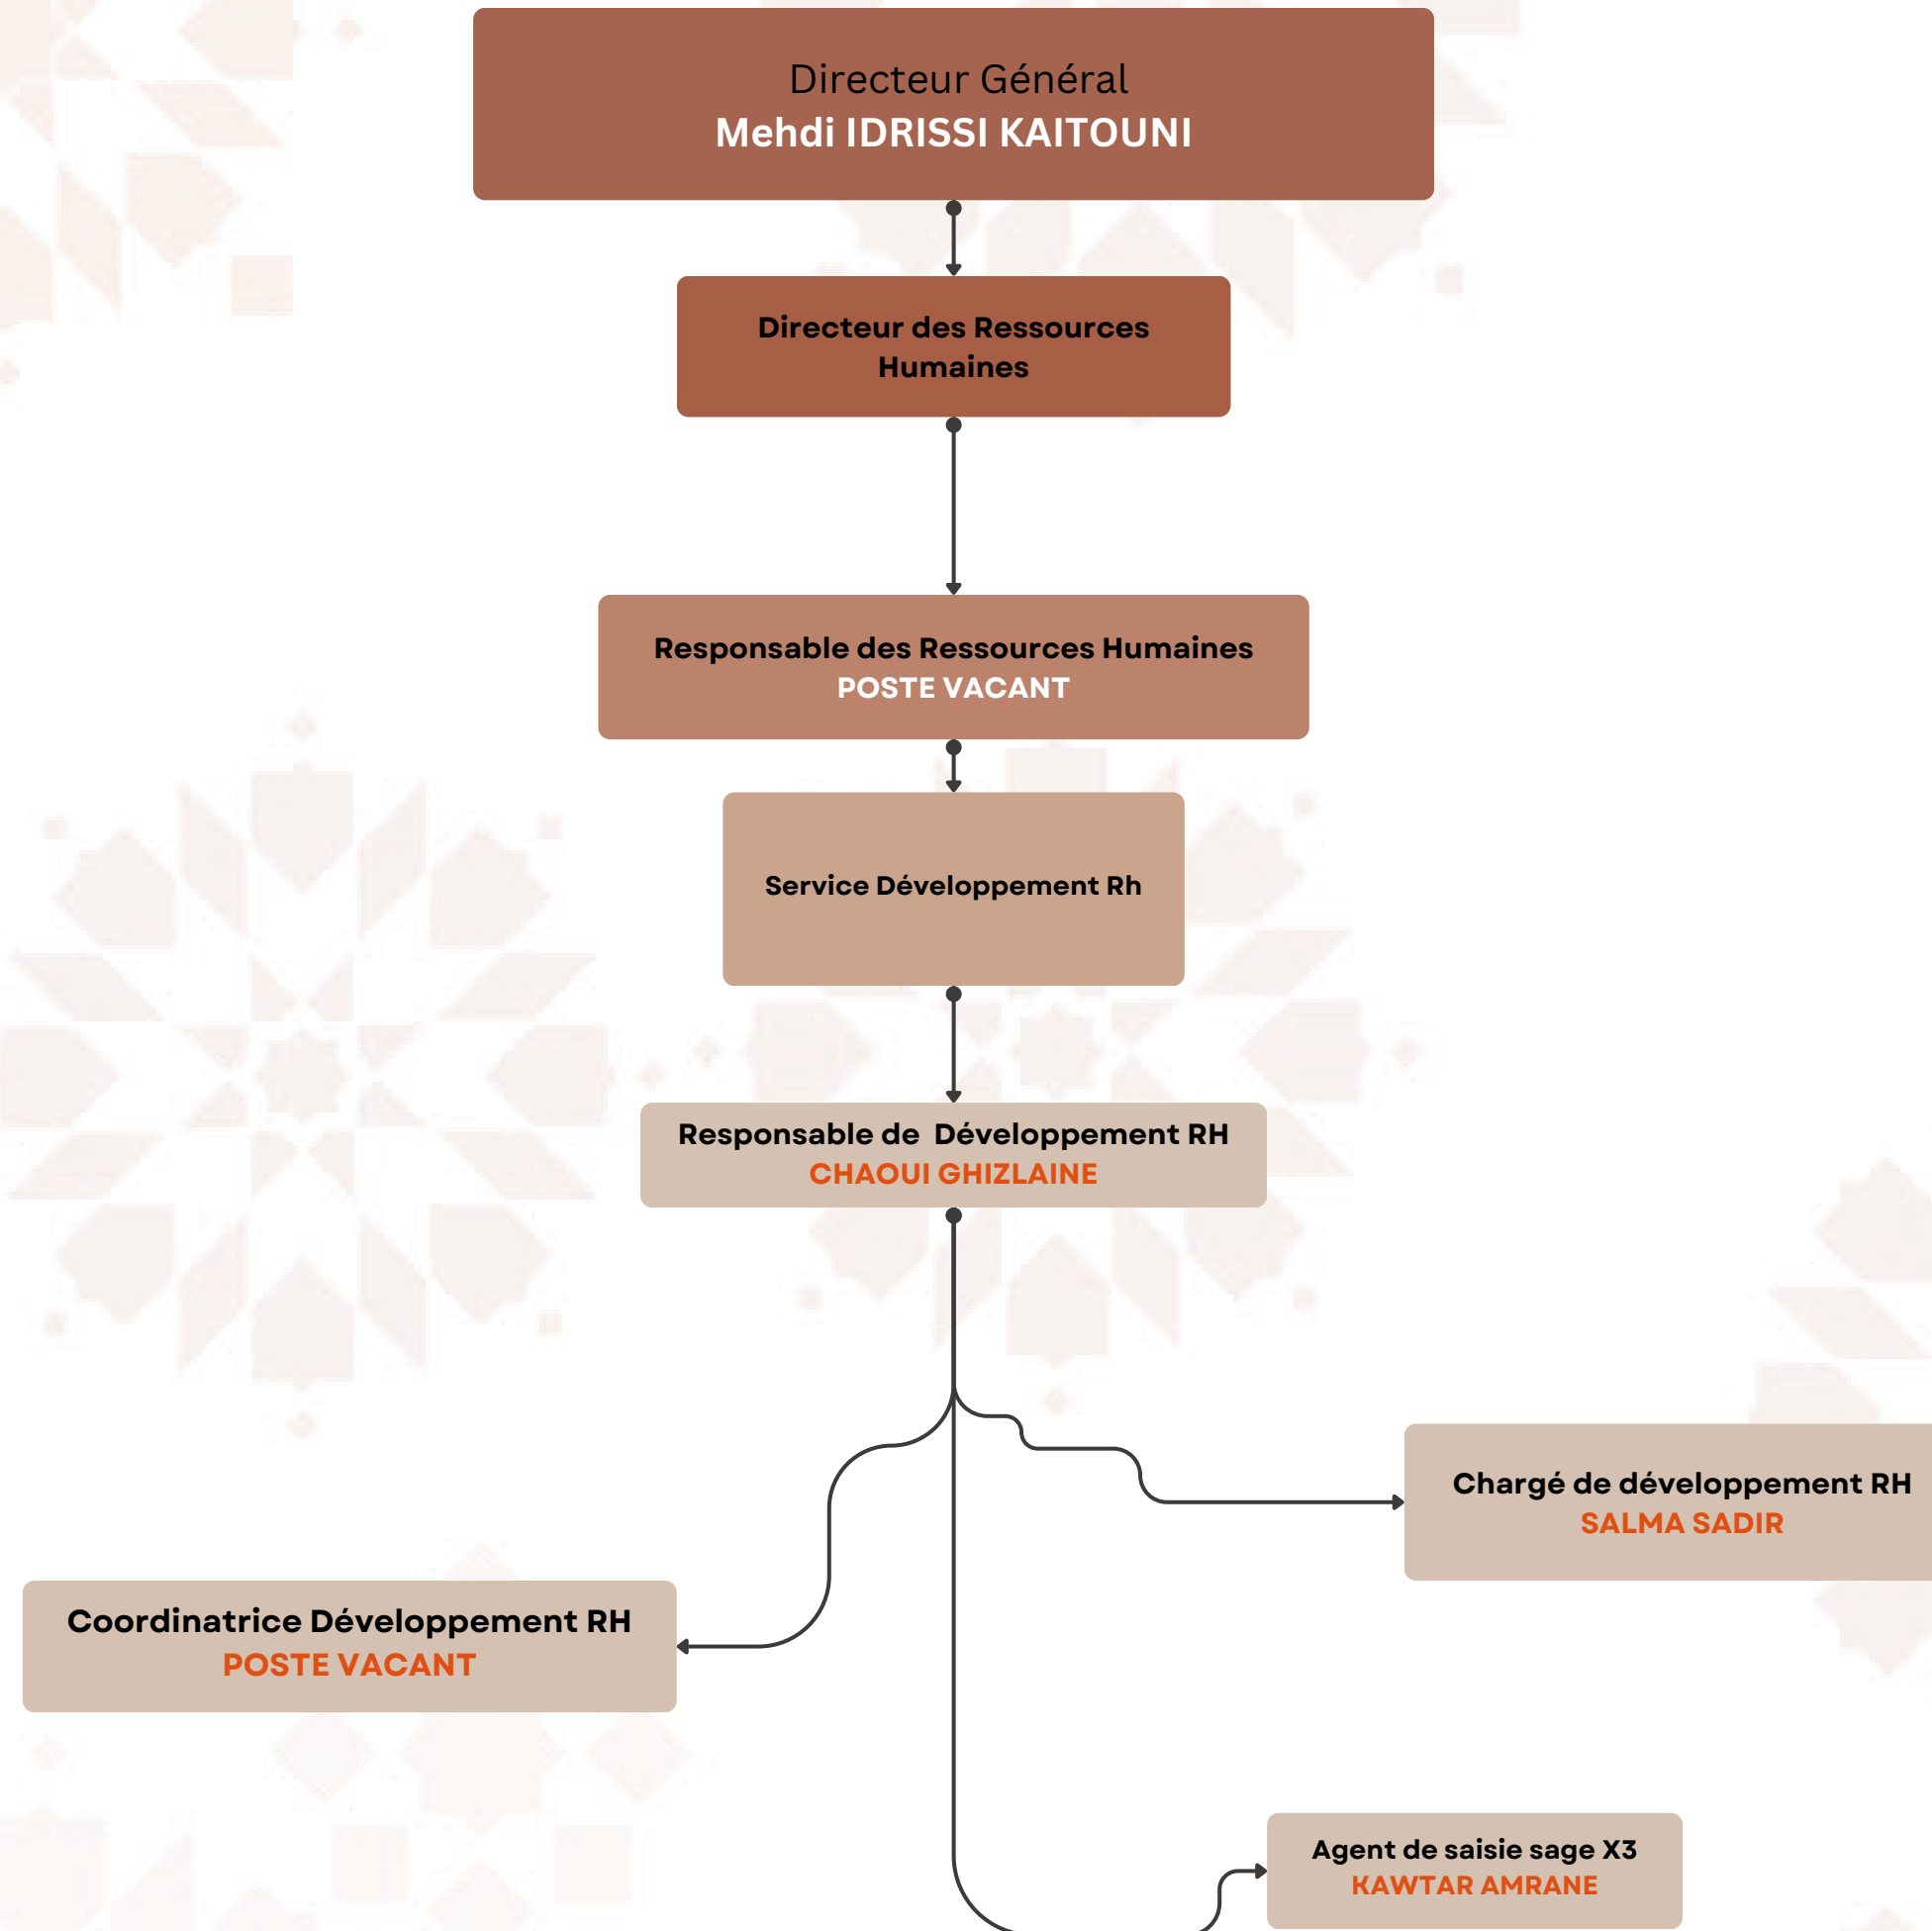 Directeur Général
Mehdi IDRISSI KAITOUNI
Directeur des Ressources
Humaines
Responsable des Ressources Humaines
POSTE VACANT
Service Développement Rh
Responsable de  Développement RH
CHAOUI GHIZLAINE
Chargé de développement RH
SALMA SADIR
Coordinatrice Développement RH
POSTE VACANT
Agent de saisie sage X3
KAWTAR AMRANE